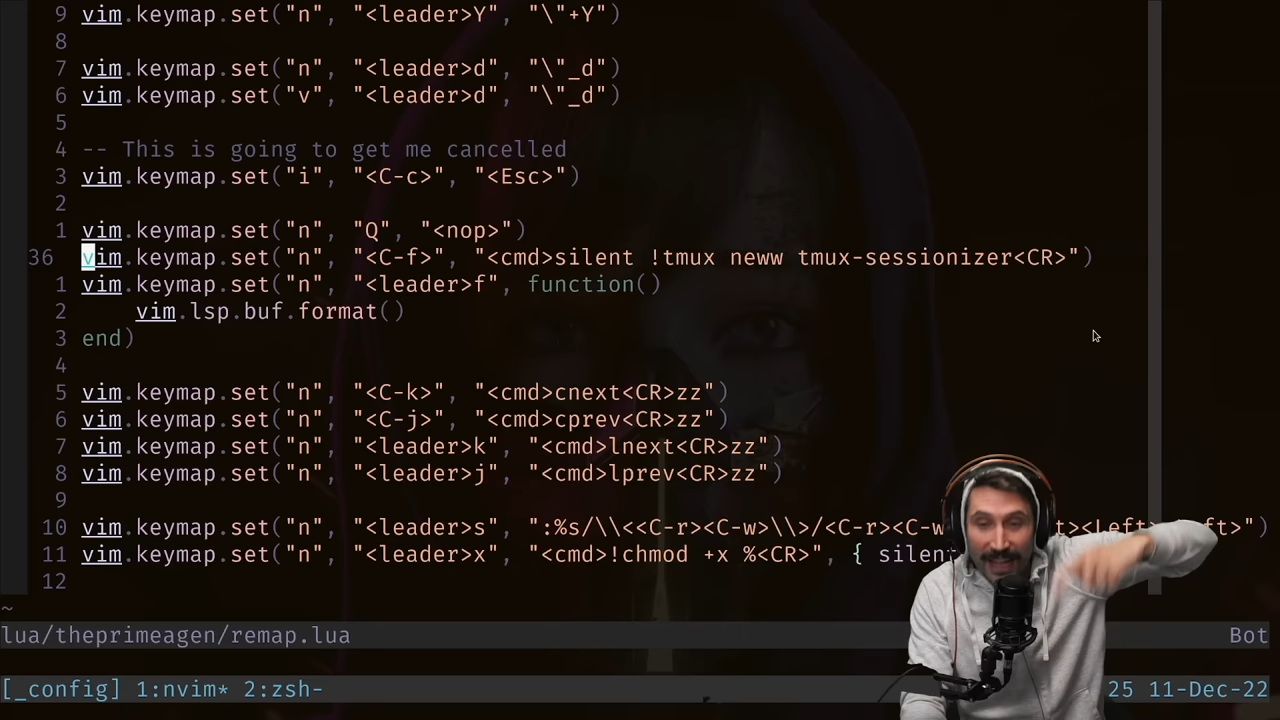 9 vim.keymap.set("n", "<leader>Y", "\"+Y")
8
7 vim.keymap.set("n", "<leader>d", "\"_d")
6 vim.keymap.set("v", "<leader>d", "\"_d")
5
4 -- This is going to get me cancelled
3 vim.keymap.set("i", "<C-c>", "<Esc>")
2
1 vim.keymap.set("n", "Q", "<nop>")
36 vim.keymap.set("n", "<C-f>", "<cmd>silent !tmux neww tmux-sessionizer<CR>")
1 vim.keymap.set("n", "<leader>f", function()
2     vim.lsp.buf.format()
3 end)
4
5 vim.keymap.set("n", "<C-k>", "<cmd>cnext<CR>zz")
6 vim.keymap.set("n", "<C-j>", "<cmd>cprev<CR>zz")
7 vim.keymap.set("n", "<leader>k", "<cmd>lnext<CR>zz")
8 vim.keymap.set("n", "<leader>j", "<cmd>lprev<CR>zz")
9
10 vim.keymap.set("n", "<leader>s", ":%s/\\<<C-r><C-w>\\>/<C-r><C-w t><Left> ft>")
11 vim.keymap.set("n", "<leader>x", "<cmd>!chmod +x %<CR>", { silent
12
~
lua/theprimeagen/remap.lua Bot
[_config] 1:nvim* 2:zsh- 25 11-Dec-22